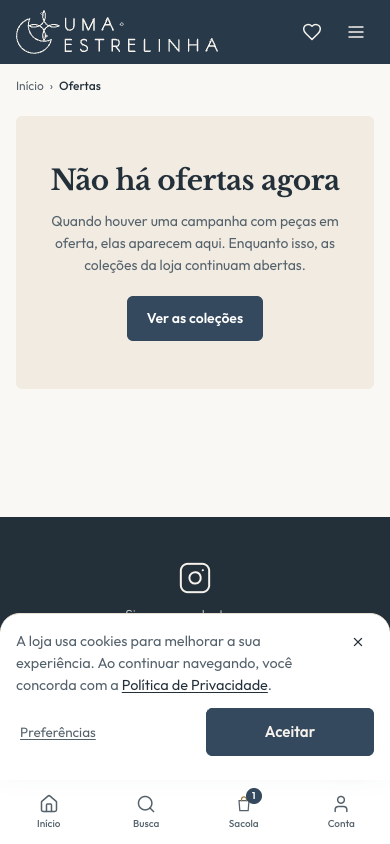 UMA
ESTRELINHA
Início › Ofertas
Não há ofertas agora
Quando houver uma campanha com peças em
oferta, elas aparecem aqui. Enquanto isso, as
coleções da loja continuam abertas.
Ver as coleções
A loja usa cookies para melhorar a sua
experiência. Ao continuar navegando, você
concorda com a Política de Privacidade.
Preferências
Aceitar
1
Início
Busca
Sacola
Conta